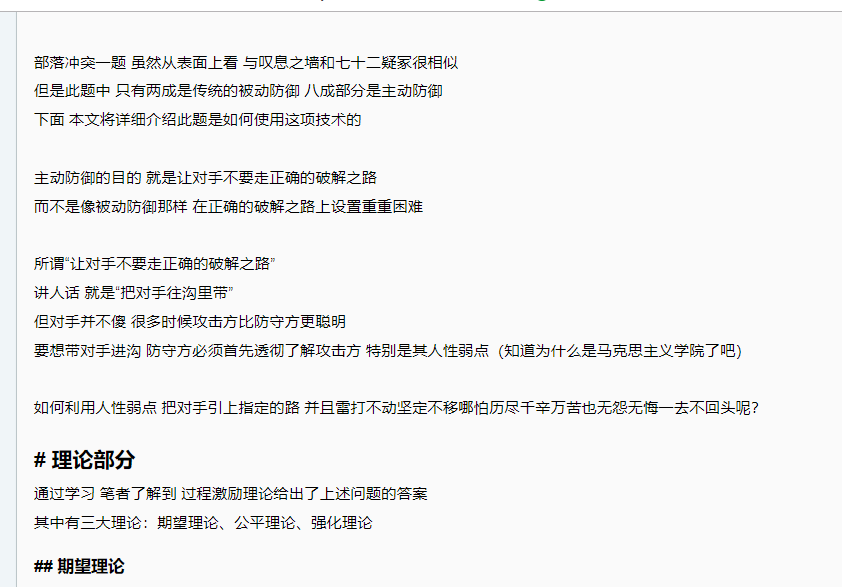 部落冲突一题 虽然从表面上看 与叹息之墙和七十二疑冢很相似
但是此题中 只有两成是传统的被动防御 八成部分是主动防御
下面 本文将详细介绍此题是如何使用这项技术的
主动防御的目的 就是让对手不要走正确的破解之路
而不是像被动防御那样 在正确的破解之路上设置重重困难
所谓“让对手不要走正确的破解之路”
讲人话 就是“把对手往沟里带”
但对手并不傻 很多时候攻击方比防守方更聪明
要想带对手进沟 防守方必须首先透彻了解攻击方 特别是其人性弱点（知道为什么是马克思主义学院了吧）
如何利用人性弱点 把对手引上指定的路 并且雷打不动坚定不移哪怕历尽千辛万苦也无怨无悔一去不回头呢？
# 理论部分
通过学习 笔者了解到 过程激励理论给出了上述问题的答案
其中有三大理论：期望理论、公平理论、强化理论
## 期望理论